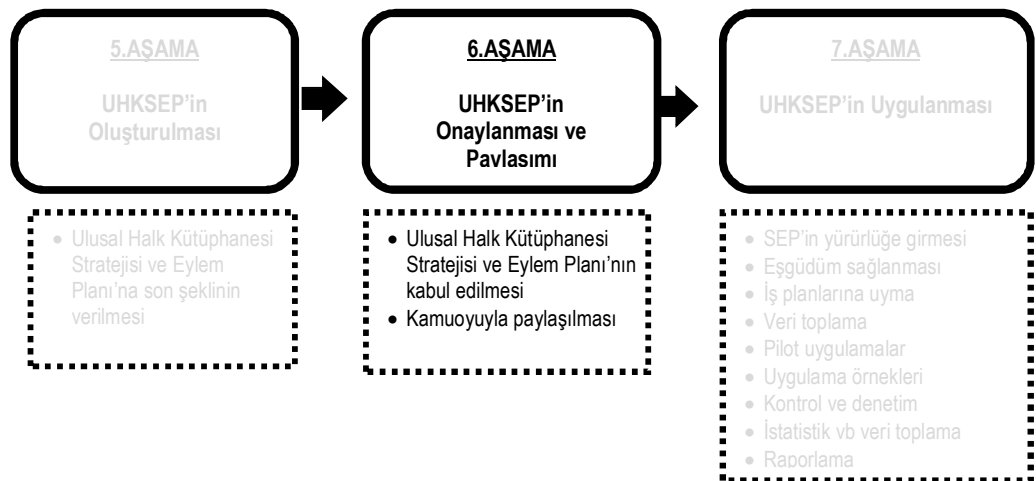 5.AŞAMA
UHKSEP’in
Oluşturulması
6.AŞAMA
UHKSEP’in
Onaylanması ve
Pavlasımı
7.AŞAMA
UHKSEP’in Uygulanması
• Ulusal Halk Kütüphanesi
Stratejisi ve Eylem
Planı’na son şeklinin
verilmesi
• Ulusal Halk Kütüphanesi
Stratejisi ve Eylem Planı’nın
kabul edilmesi
• Kamuoyuyla paylaşılması
• SEP’in yürürlüğe girmesi
• Eşgüdüm sağlanması
• İş planlarına uyma
• Veri toplama
• Pilot uygulamalar
• Uygulama örnekleri
• Kontrol ve denetim
• İstatistik vb veri toplama
• Raporlama